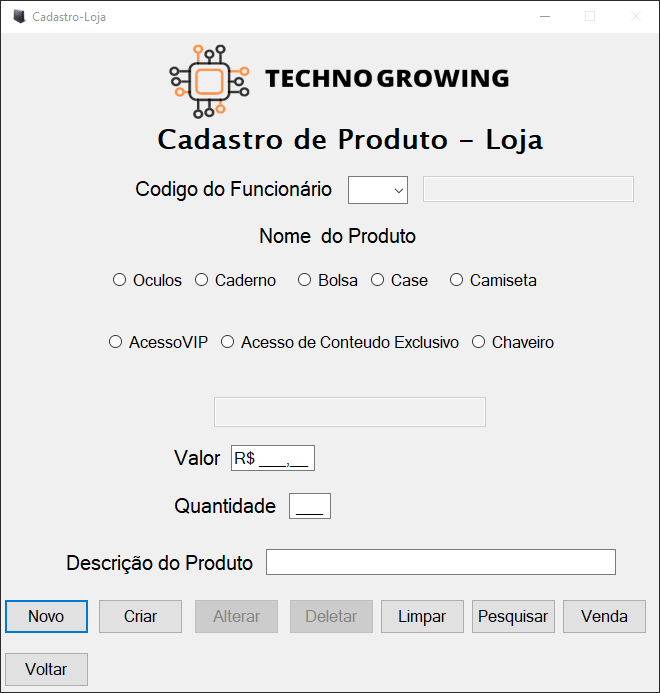 Cadastro-Loja
TECHNO GROWING
Cadastro de Produto - Loja
Codigo do Funcionário
Nome do Produto
Oculos Caderno Bolsa Case Camiseta
AcessoVIP Acesso de Conteudo Exclusivo Chaveiro
Valor R$ ___,__
Quantidade ___
Descrição do Produto
Novo Criar Alterar Deletar Limpar Pesquisar Venda
Voltar